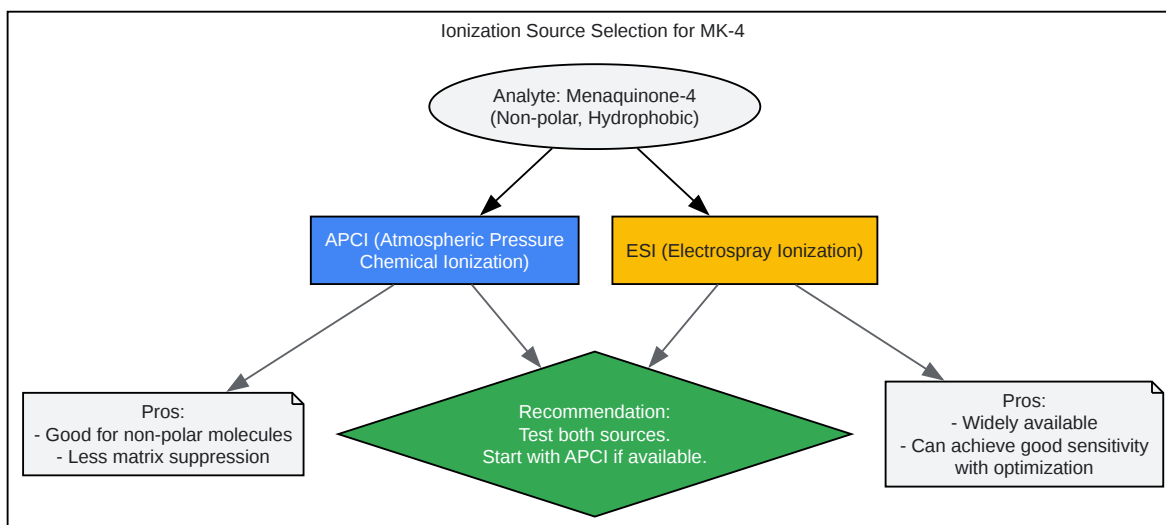 Ionization Source Selection for MK-4
Analyte: Menaquinone-4
(Non-polar, Hydrophobic)
APCI (Atmospheric Pressure
Chemical Ionization)
ESI (Electrospray Ionization)
Pros:
- Good for non-polar molecules
- Less matrix suppression
Recommendation:
Test both sources.
Start with APCI if available.
Pros:
- Widely available
- Can achieve good sensitivity
with optimization